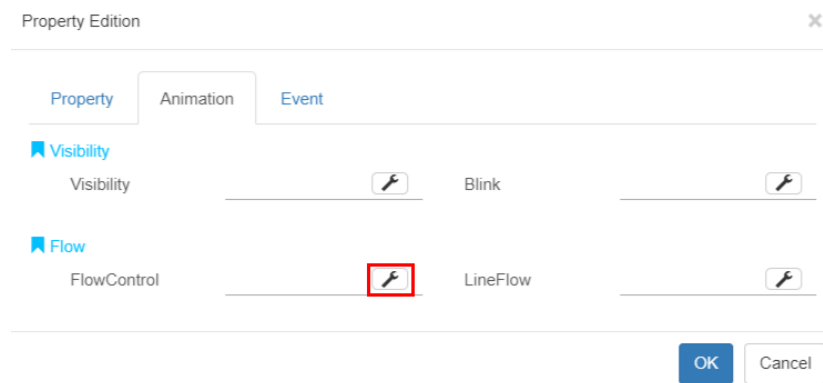 Property Edition ×
Property Animation Event
Visibility
Visibility Blink
Flow
FlowControl LineFlow
OK Cancel